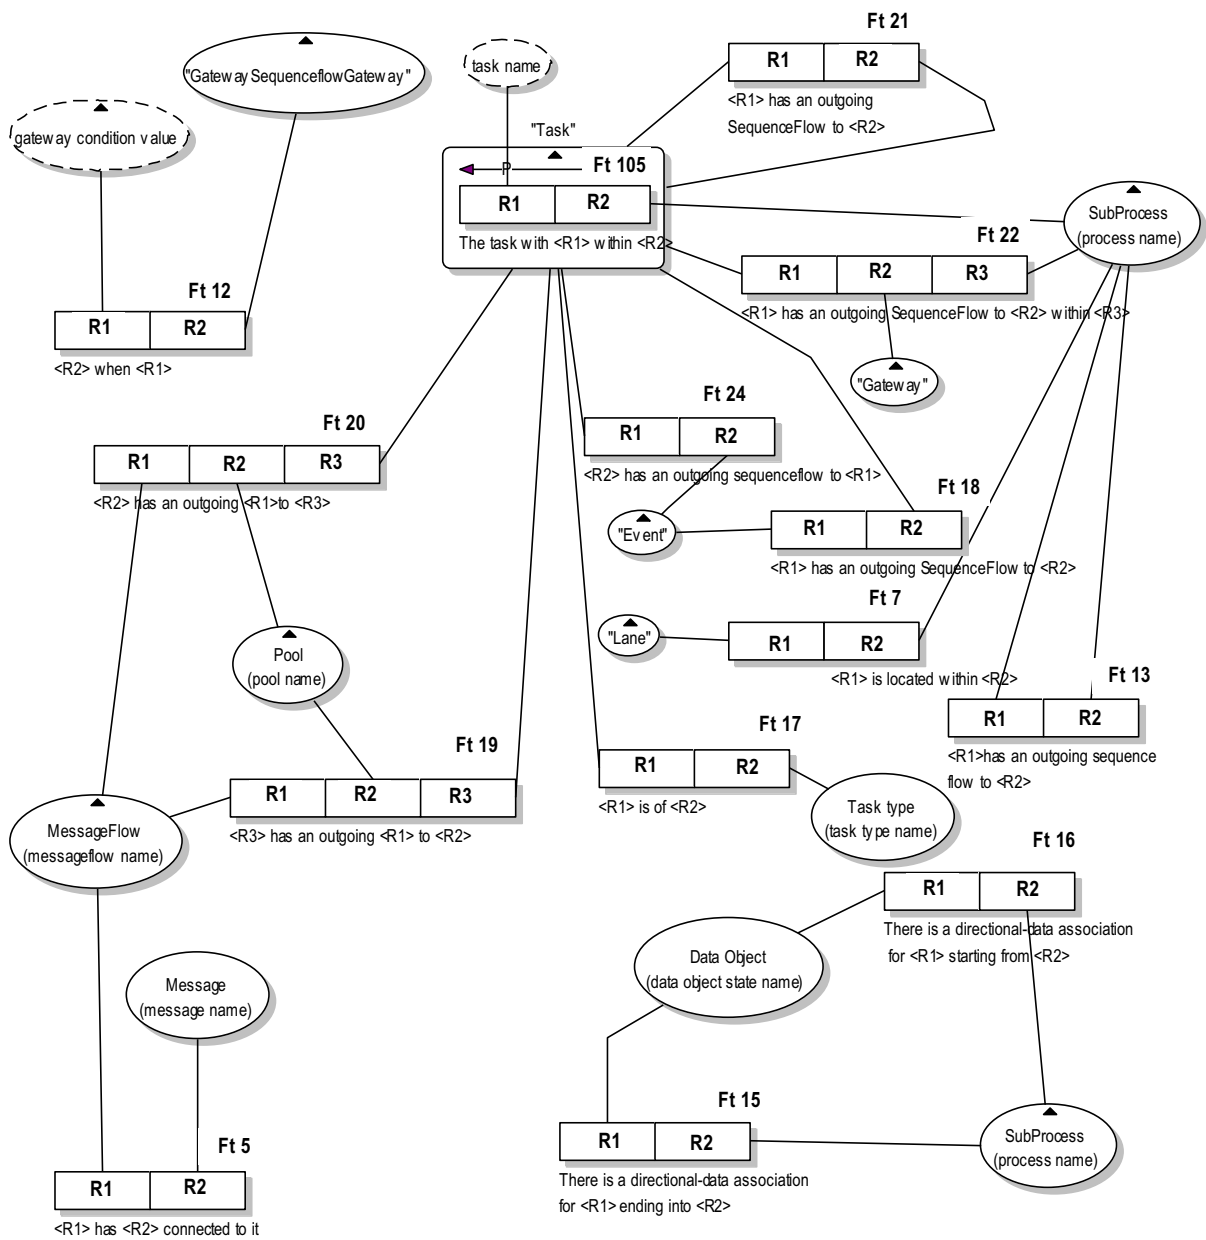 Ft 21
R1 R2
<R1> has an outgoing
SequenceFlow to <R2>
"GatewaySequenceflowGateway"
task name
gateway condition value
"Task"
Ft 105
P
R1 R2
The task with <R1> within <R2>
SubProcess
(process name)
Ft 22
R1 R2 R3
<R1> has an outgoing SequenceFlow to <R2> within <R3>
"Gateway"
Ft 12
R1 R2
<R2> when <R1>
Ft 24
R1 R2
<R2> has an outgoing sequenceflow to <R1>
Ft 20
R1 R2 R3
<R2> has an outgoing <R1>to <R3>
Ft 18
"Event"
R1 R2
<R1> has an outgoing SequenceFlow to <R2>
Ft 7
"Lane"
R1 R2
<R1> is located within <R2>
Pool
(pool name)
Ft 13
R1 R2
<R1>has an outgoing sequence
flow to <R2>
Ft 17
R1 R2
<R1> is of <R2>
Ft 19
R1 R2 R3
<R3> has an outgoing <R1> to <R2>
Task type
(task type name)
MessageFlow
(messageflow name)
Ft 16
R1 R2
There is a directional-data association
for <R1> starting from <R2>
Data Object
(data object state name)
Message
(message name)
Ft 15
R1 R2
There is a directional-data association
for <R1> ending into <R2>
SubProcess
(process name)
Ft 5
R1 R2
<R1> has <R2> connected to it